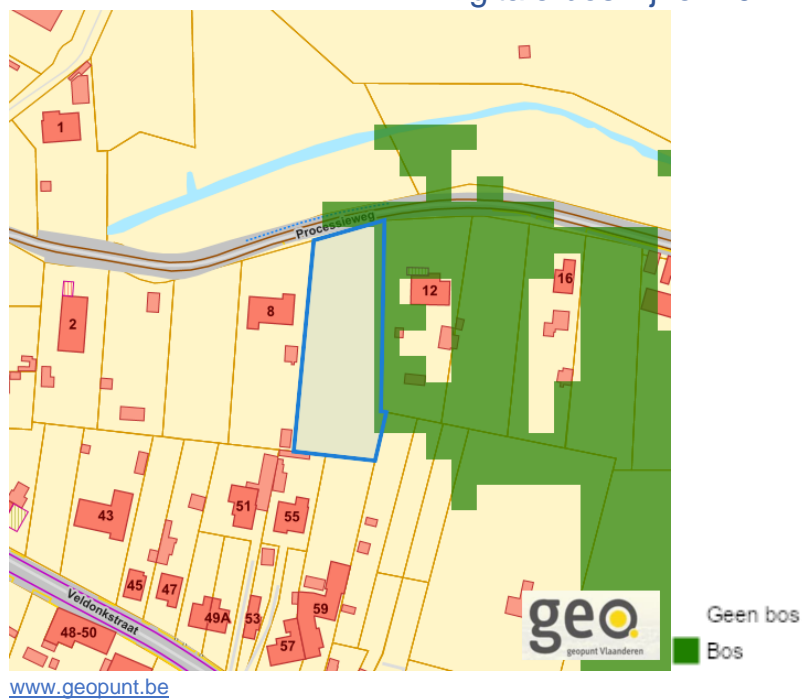 1
Processieweg
12
16
8
2
51
55
43
45
47
49A
53
59
57
48-50
Veldonkstraat
geo
geopunt Vlaanderen
Geen bos
Bos
www.geopunt.be